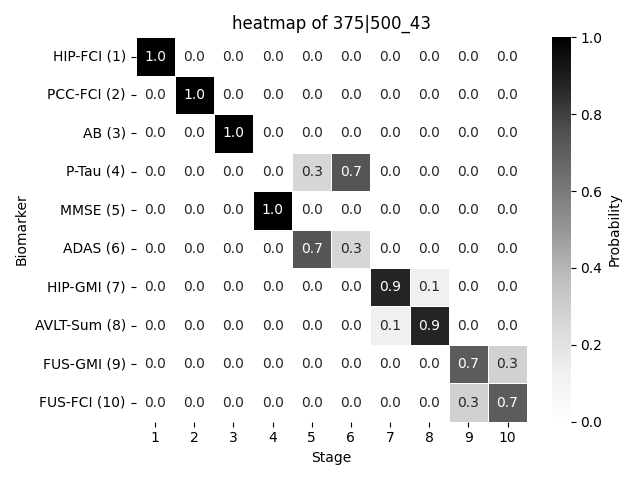 heatmap of 375|500_43
HIP-FCI (1) 1.0 0.0 0.0 0.0 0.0 0.0 0.0 0.0 0.0 0.0
PCC-FCI (2) 0.0 1.0 0.0 0.0 0.0 0.0 0.0 0.0 0.0 0.0
AB (3) 0.0 0.0 1.0 0.0 0.0 0.0 0.0 0.0 0.0 0.0
P-Tau (4) 0.0 0.0 0.0 0.0 0.3 0.7 0.0 0.0 0.0 0.0
MMSE (5) 0.0 0.0 0.0 1.0 0.0 0.0 0.0 0.0 0.0 0.0
ADAS (6) 0.0 0.0 0.0 0.0 0.7 0.3 0.0 0.0 0.0 0.0
HIP-GMI (7) 0.0 0.0 0.0 0.0 0.0 0.0 0.9 0.1 0.0 0.0
AVLT-Sum (8) 0.0 0.0 0.0 0.0 0.0 0.0 0.1 0.9 0.0 0.0
FUS-GMI (9) 0.0 0.0 0.0 0.0 0.0 0.0 0.0 0.0 0.7 0.3
FUS-FCI (10) 0.0 0.0 0.0 0.0 0.0 0.0 0.0 0.0 0.3 0.7
1 2 3 4 5 6 7 8 9 10
Stage
Biomarker
1.0
0.8
0.6
0.4
0.2
0.0
Probability